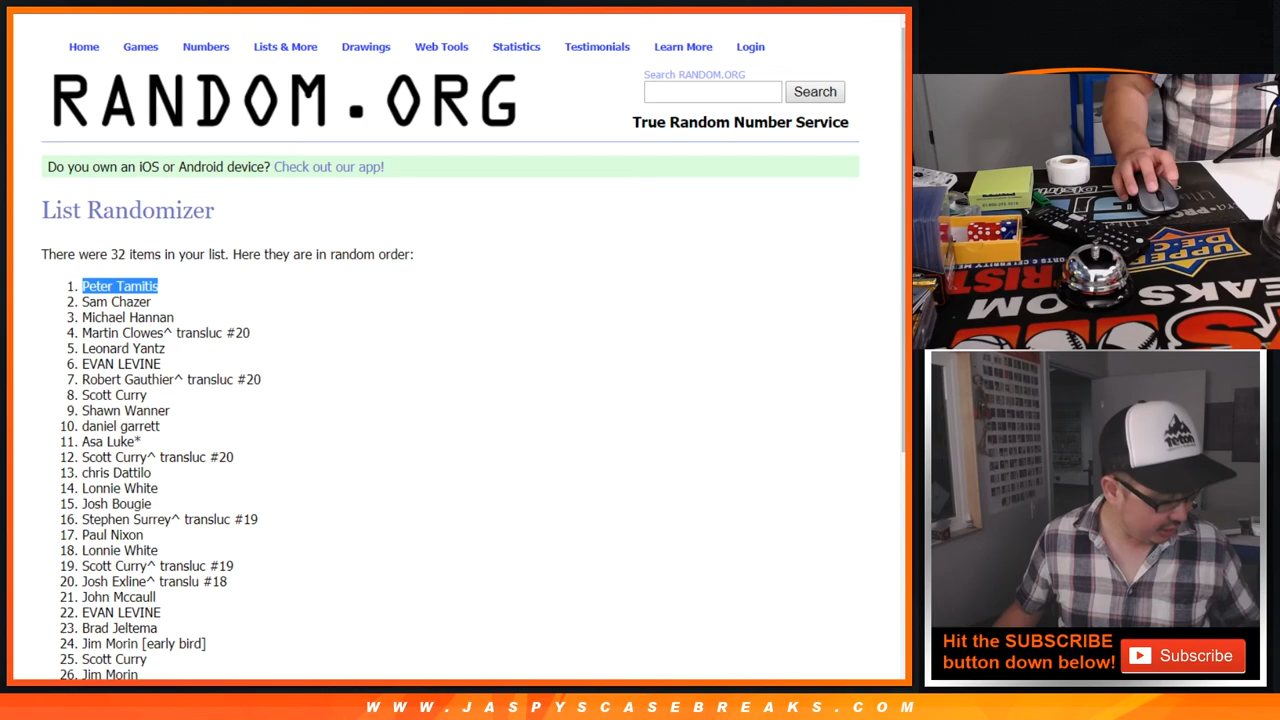 Home Games Numbers Lists & More Drawings Web Tools Statistics Testimonials Learn More Login
RANDOM.ORG
Search RANDOM.ORG
Search
True Random Number Service
Do you own an iOS or Android device? Check out our app!
List Randomizer
There were 32 items in your list. Here they are in random order:
1. Peter Tamitis
2. Sam Chazer
3. Michael Hannan
4. Martin Clowes^ transluc #20
5. Leonard Yantz
6. EVAN LEVINE
7. Robert Gauthier^ transluc #20
8. Scott Curry
9. Shawn Wanner
10. daniel garrett
11. Asa Luke*
12. Scott Curry^ transluc #20
13. chris Dattilo
14. Lonnie White
15. Josh Bougie
16. Stephen Surrey^ transluc #19
17. Paul Nixon
18. Lonnie White
19. Scott Curry^ transluc #19
20. Josh Exline^ translu #18
21. John Mccaull
22. EVAN LEVINE
23. Brad Jeltema
24. Jim Morin [early bird]
25. Scott Curry
26. Jim Morin
UPPER
DEC
OM
teton
Hit the SUBSCRIBE
button down below!
Subscribe
WWW.JASPYSCASEBREAKS.COM